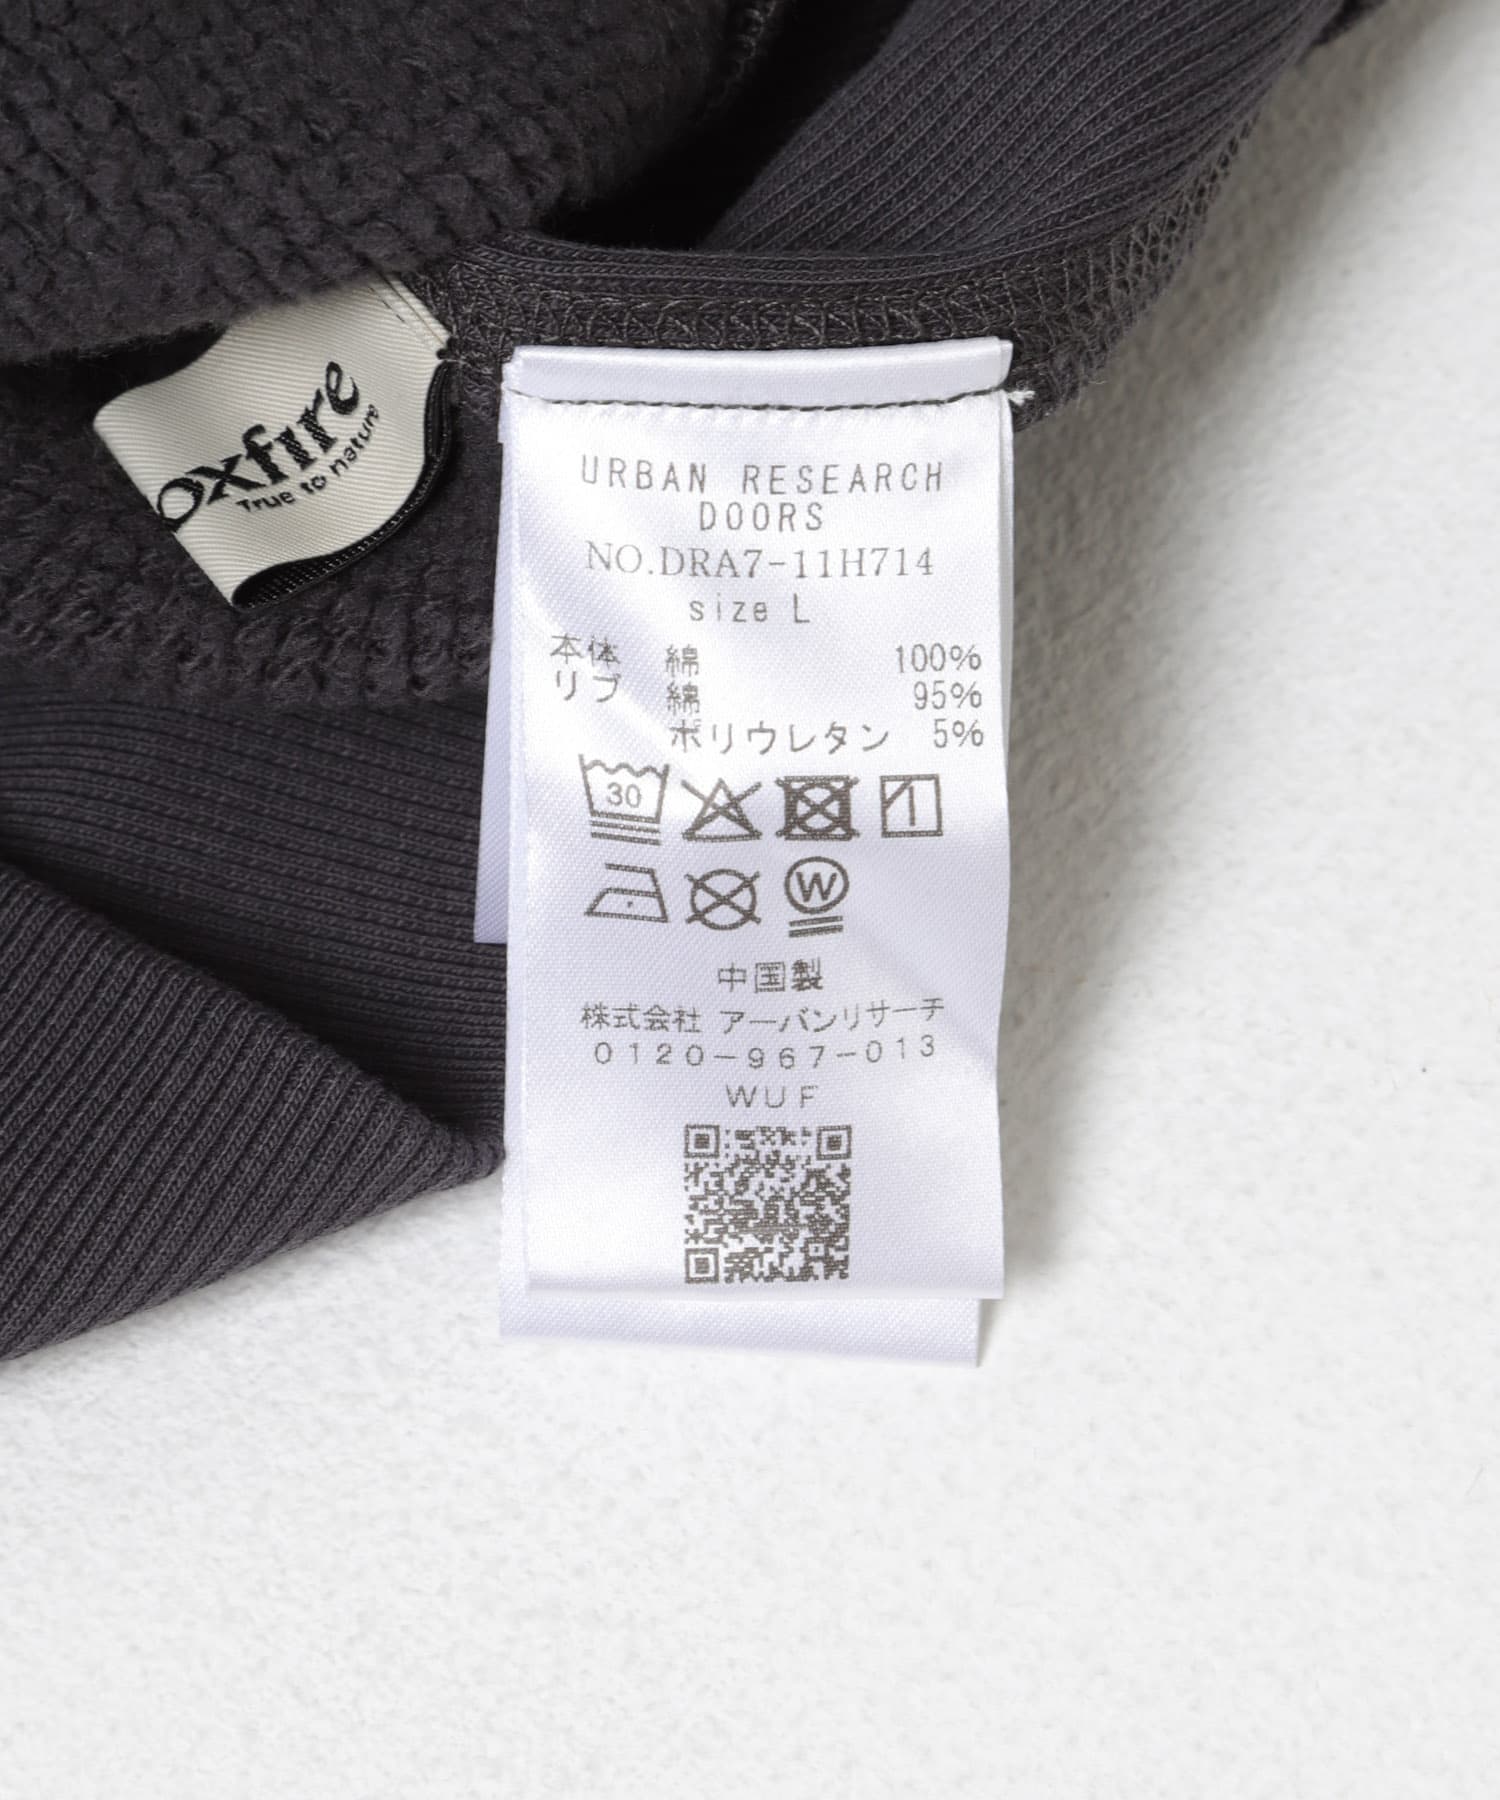 oxfire
True to nature
URBAN RESEARCH
DOORS
NO.DRA7-11H714
size L
本体 綿 100%
リブ 綿 95%
ポリウレタン 5%
30
W
中国製
株式会社 アーバンリサーチ
0120-967-013
WUF